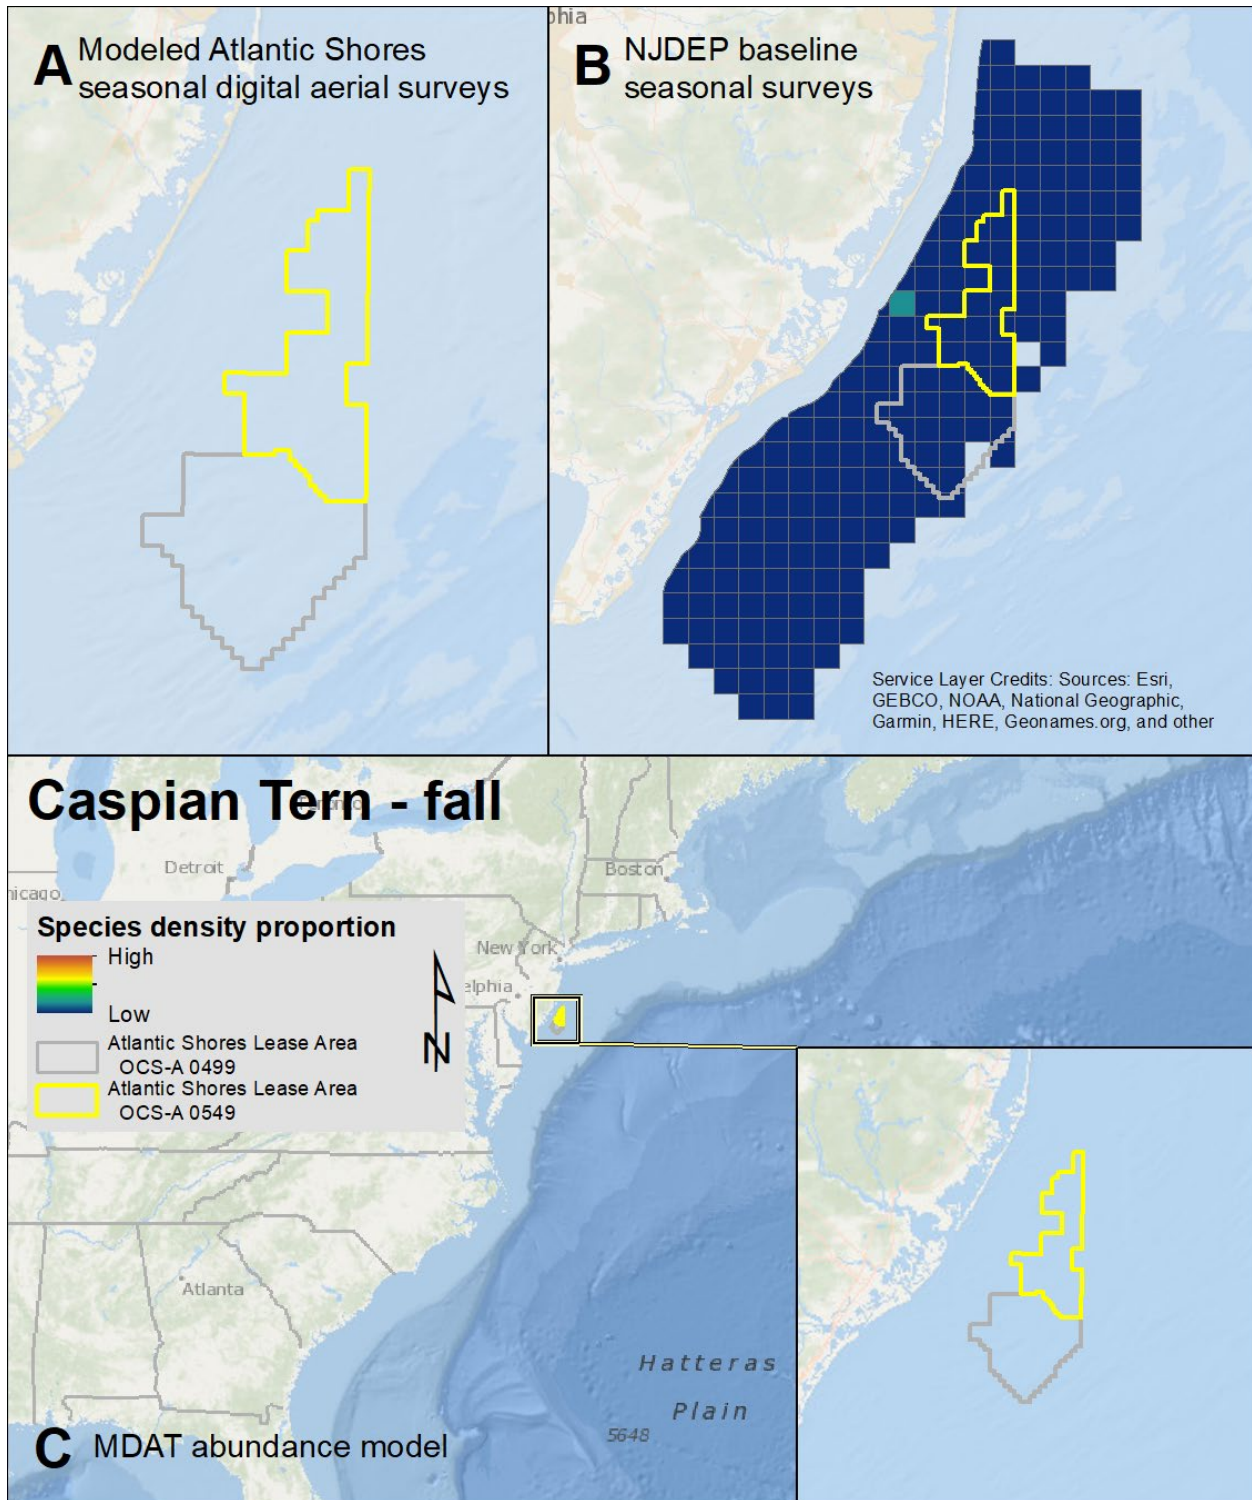 A Modeled Atlantic Shores
seasonal digital aerial surveys
phia
B NJDEP baseline
seasonal surveys
Service Layer Credits: Sources: Esri,
GEBCO, NOAA, National Geographic,
Garmin, HERE, Geonames.org, and other
Caspian Tern - fall
Detroit
Boston
hicago
Species density proportion
High
Low
Atlantic Shores Lease Area
OCS-A 0499
Atlantic Shores Lease Area
OCS-A 0549
N
New York
elphia
Atlanta
Hatteras
Plain
5648
C MDAT abundance model